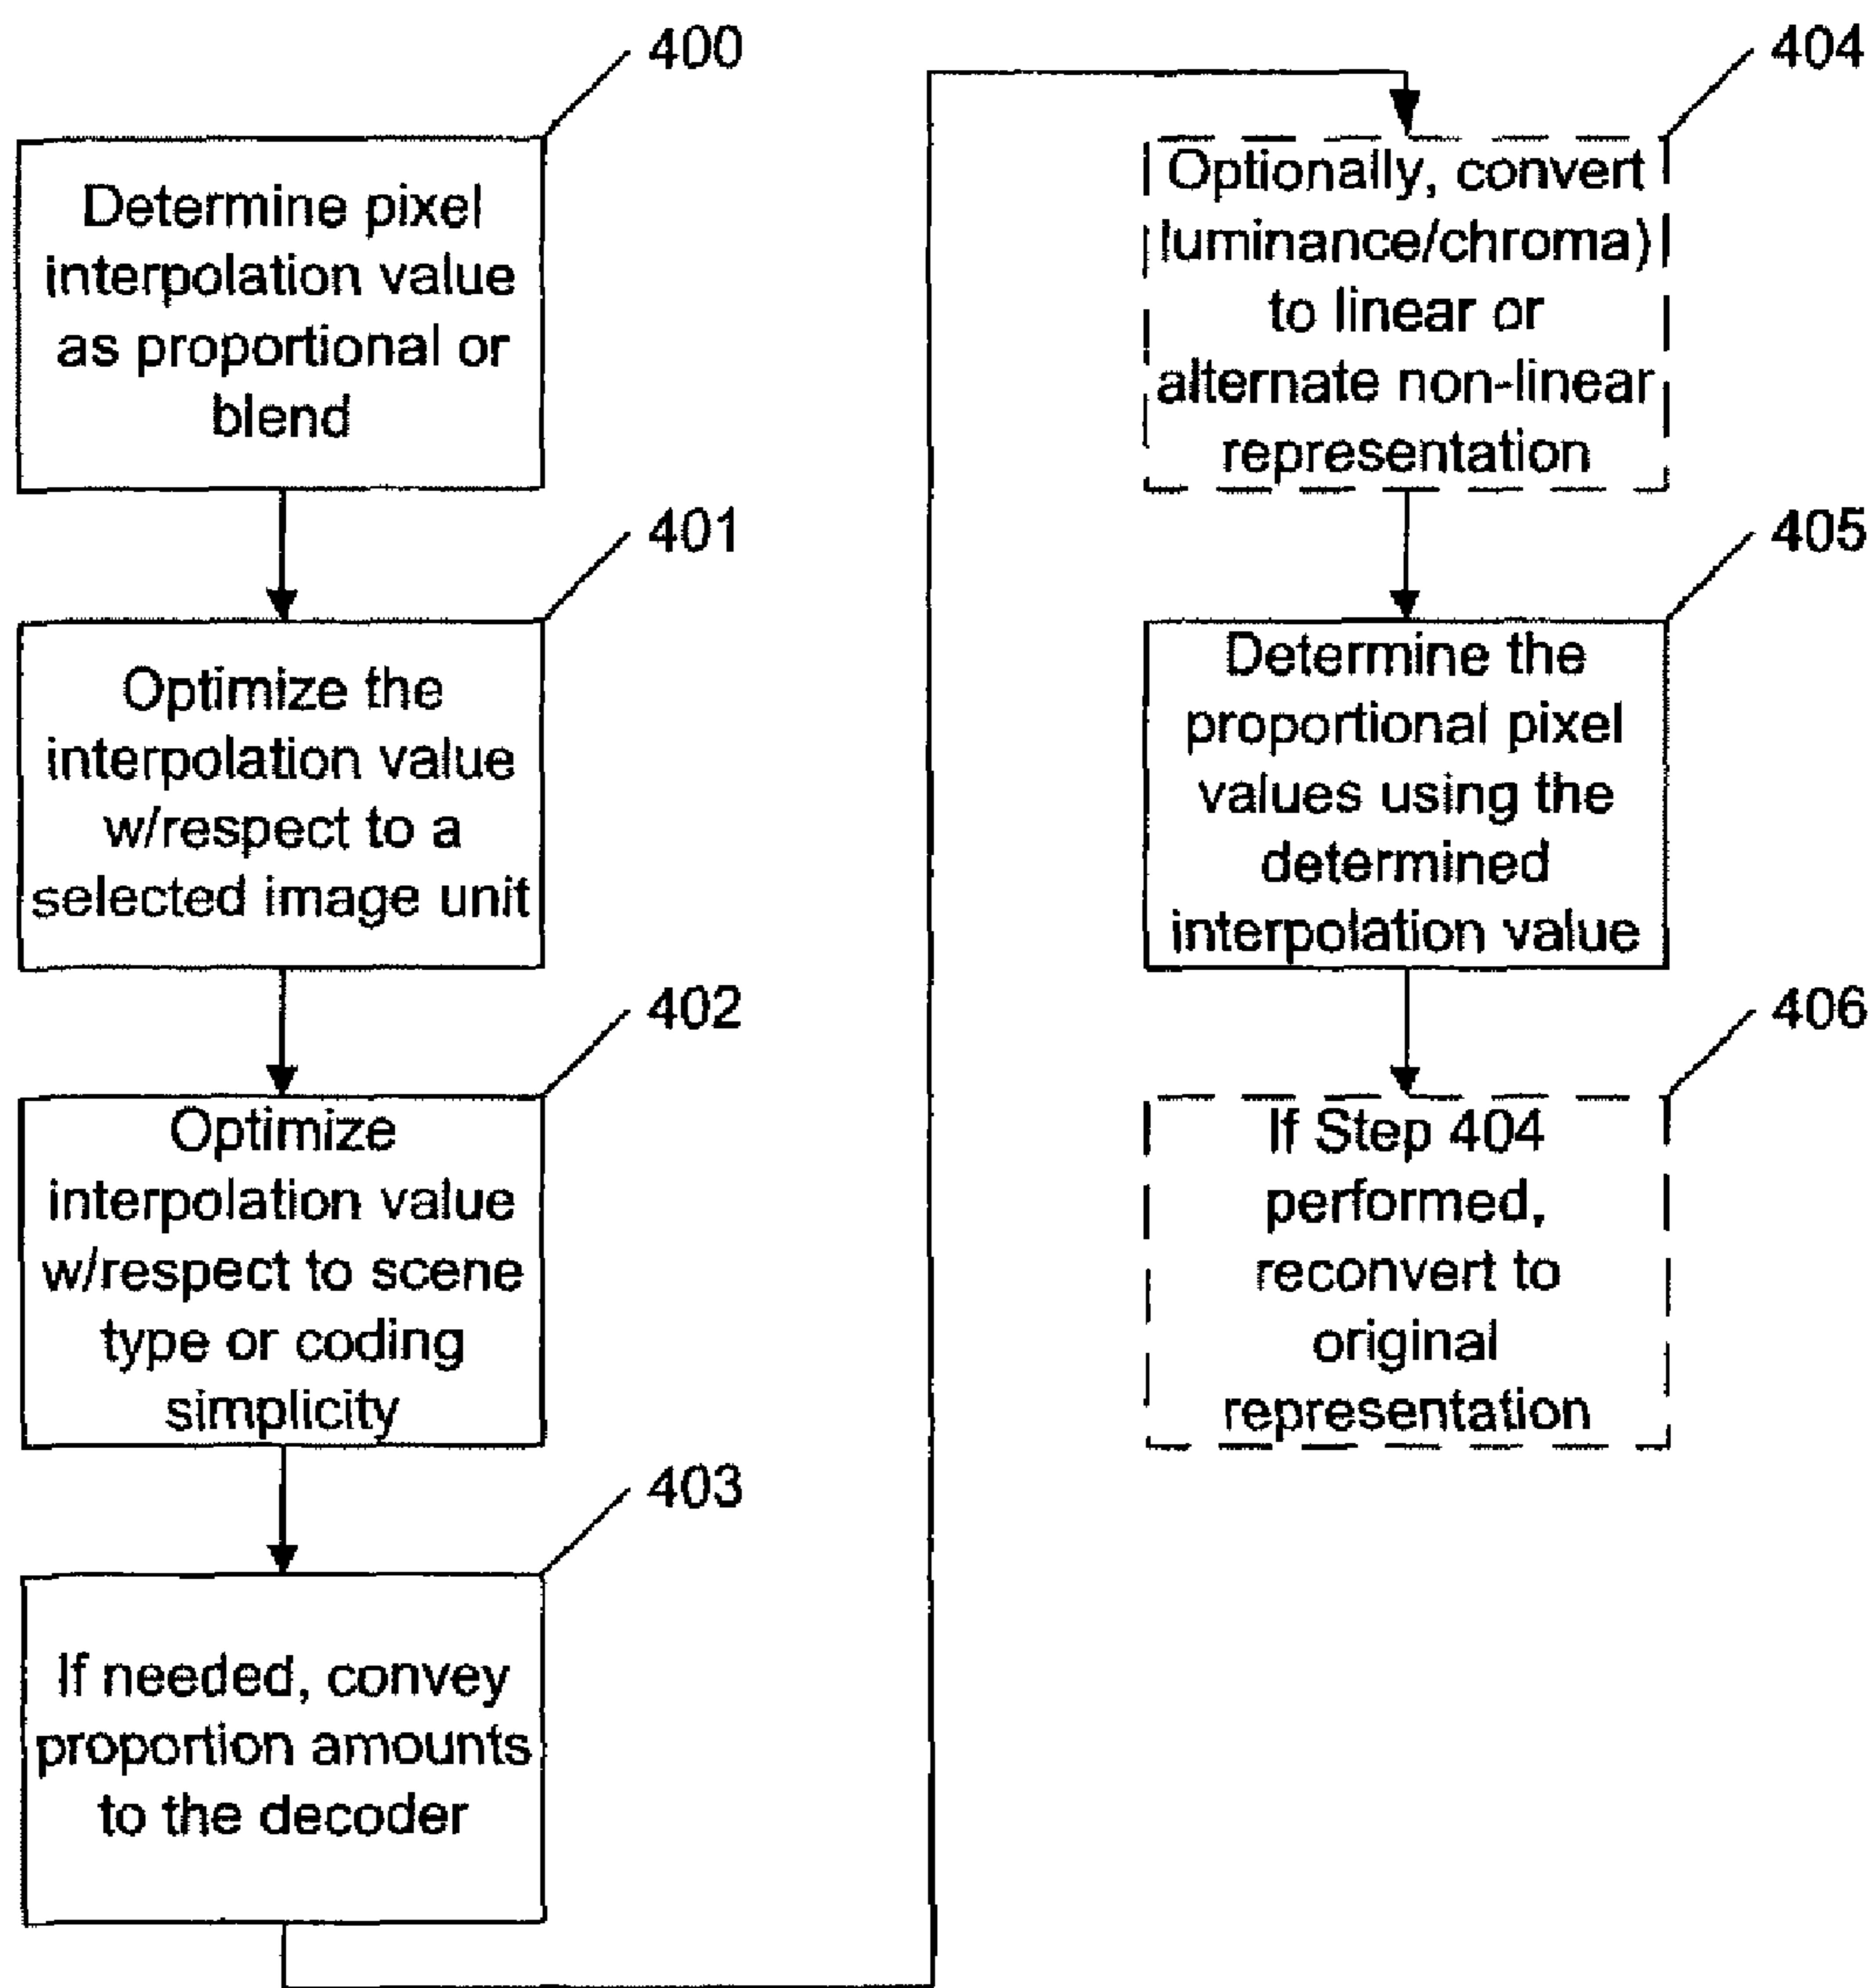 400
Determine pixel
interpolation value
as proportional or
blend
401
Optimize the
interpolation value
w/respect to a
selected image unit
402
Optimize
interpolation value
w/respect to scene
type or coding
simplicity
403
If needed, convey
proportion amounts
to the decoder
404
Optionally, convert
luminance/chroma)
to linear or
alternate non-linear
representation
405
Determine the
proportional pixel
values using the
determined
interpolation value
406
If Step 404
performed,
reconvert to
original
representation